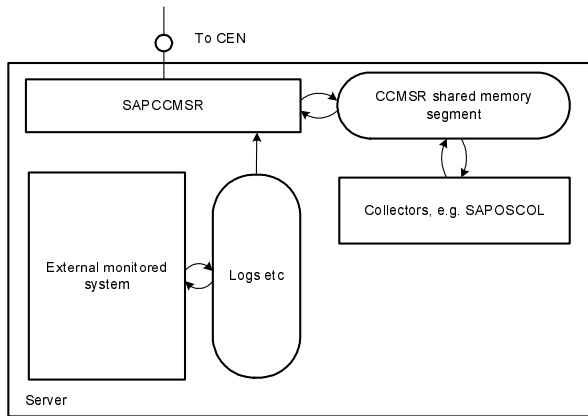 To CEN
SAPCCMSR
CCMSR shared memory
segment
Collectors, e.g. SAPOSCOL
External monitored
system
Logs etc
Server